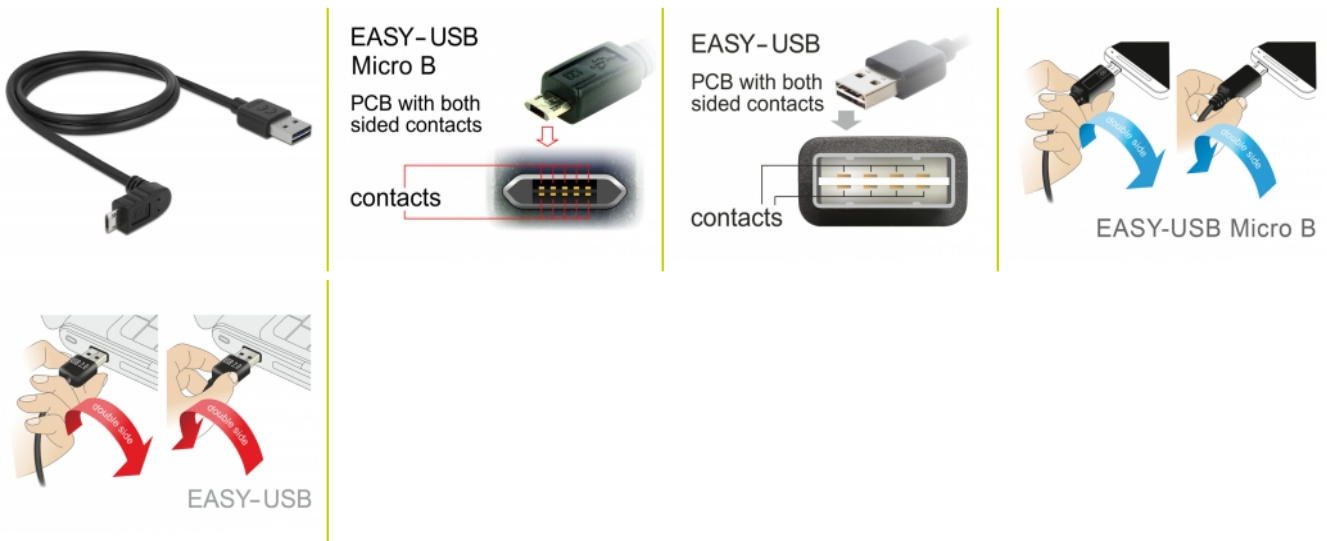 EASY-USB
Micro B
PCB with both
sided contacts
contacts
EASY-USB
PCB with both
sided contacts
contacts
double side
double side
EASY-USB Micro B
double side
double side
EASY-USB